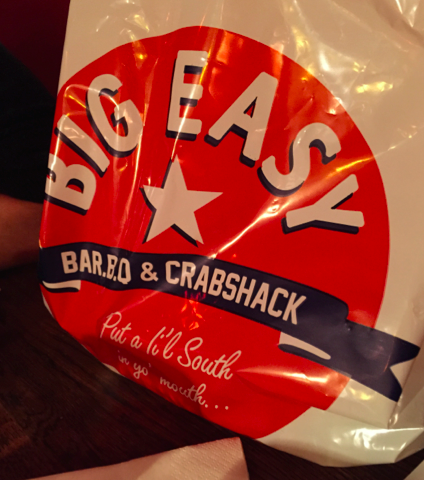 BIG EASY
BAR.B.Q & CRABSHACK
Put a li'l South
in yo' mouth...